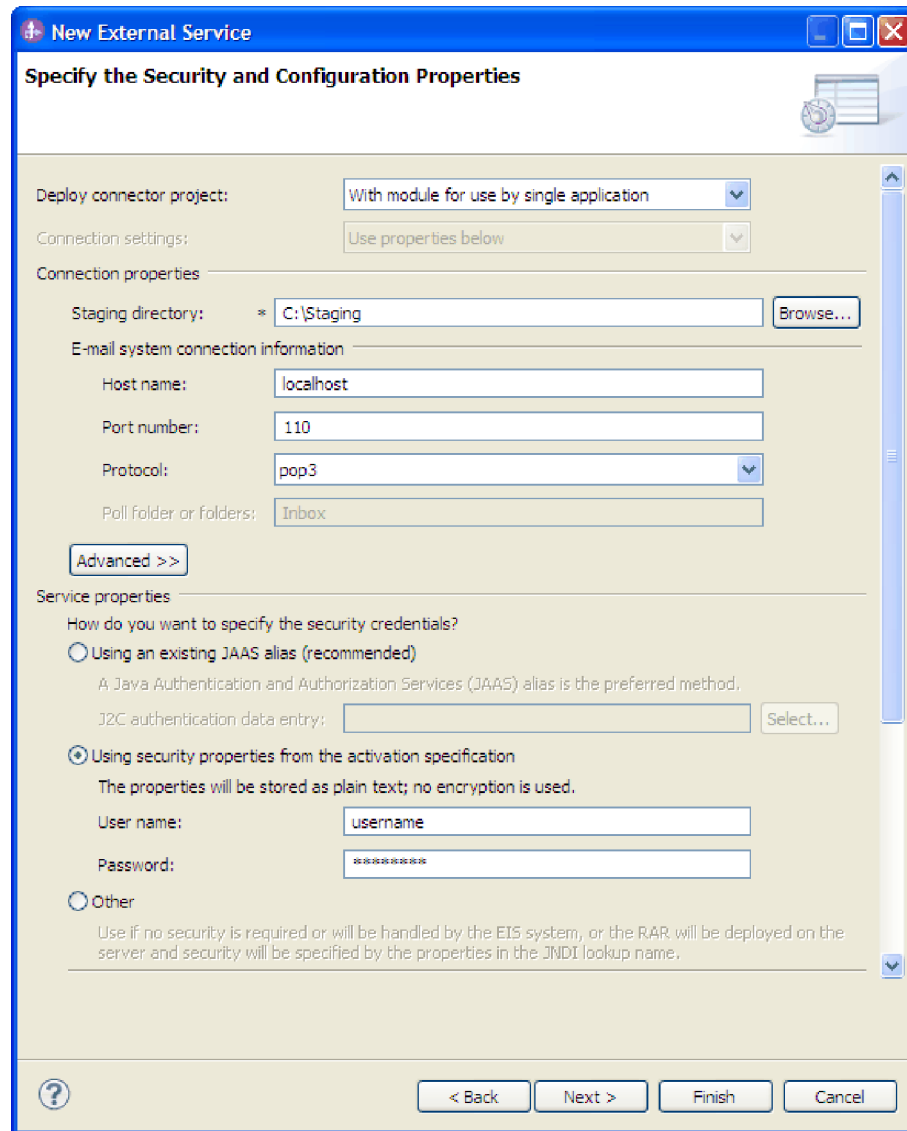 New External Service
Specify the Security and Configuration Properties
Deploy connector project: With module for use by single application
Connection settings: Use properties below
Connection properties
Staging directory: * C:\Staging Browse...
E-mail system connection information
Host name: localhost
Port number: 110
Protocol: pop3
Poll folder or folders: Inbox
Advanced >>
Service properties
How do you want to specify the security credentials?
Using an existing JAAS alias (recommended)
A Java Authentication and Authorization Services (JAAS) alias is the preferred method.
J2C authentication data entry: Select...
Using security properties from the activation specification
The properties will be stored as plain text; no encryption is used.
User name: username
Password: ********
Other
Use if no security is required or will be handled by the EIS system, or the RAR will be deployed on the
server and security will be specified by the properties in the JNDI lookup name.
? < Back Next > Finish Cancel